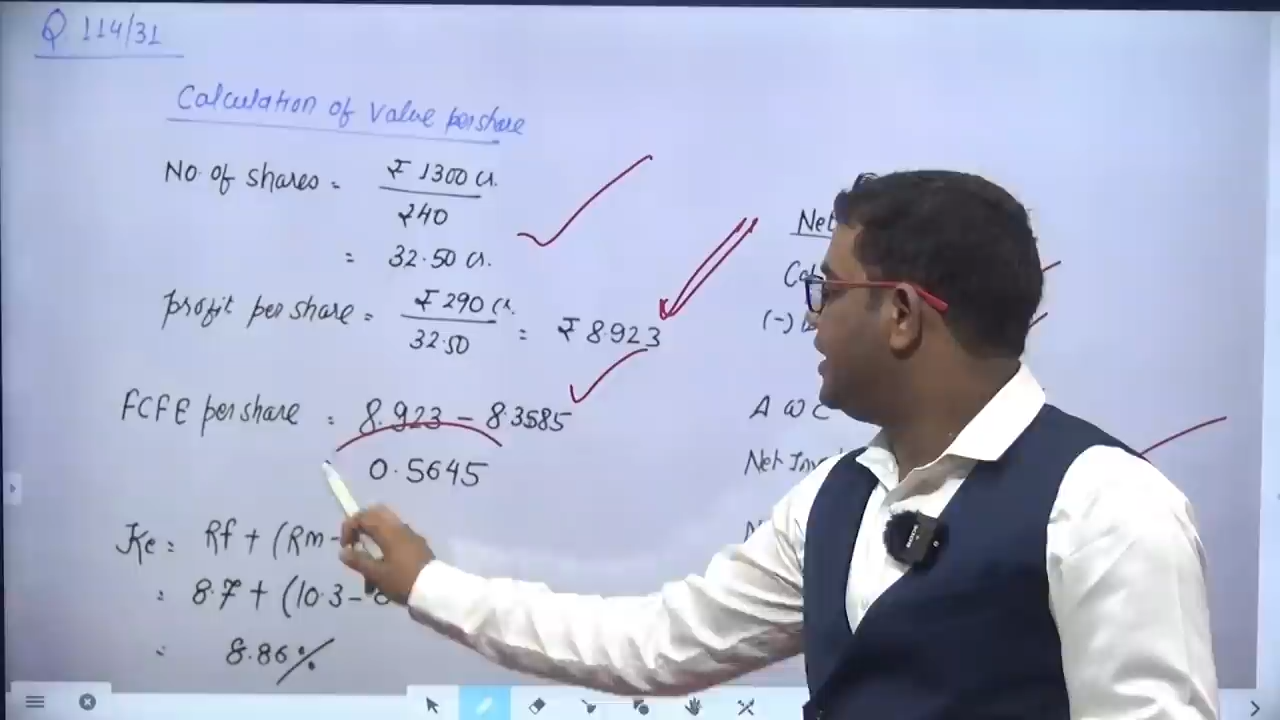 Q 114/31
Calculation of Value per share
No. of shares = ₹ 1300 Cr.
₹40
= 32.50 Cr.
Profit per share = ₹ 290 Cr. = ₹ 8.923
32.50
FCFE per share = 8.923 - 8.3585
0.5645
Ke = Rf + (Rm -
= 8.7 + (10.3 - 8
= 8.86%
Net
(-)
Δ WC
Net Inv